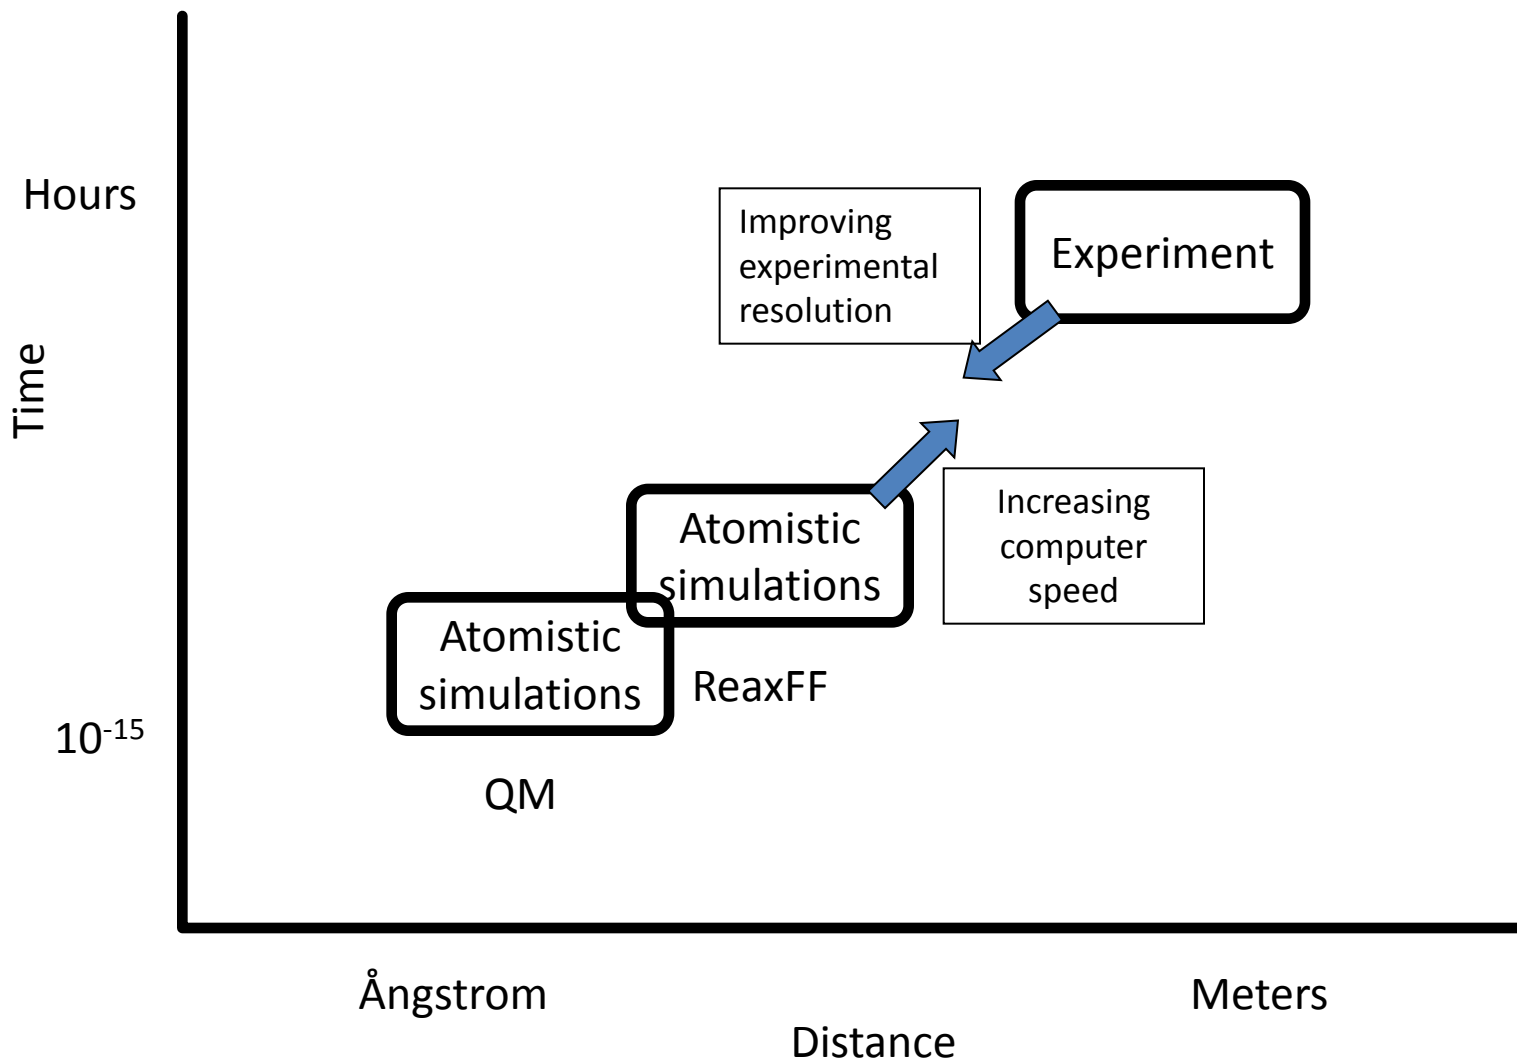 Hours
Improving
experimental
resolution
Experiment
Time
Atomistic
simulations
Increasing
computer
speed
Atomistic
simulations
ReaxFF
10⁻¹⁵
QM
Ångstrom
Meters
Distance